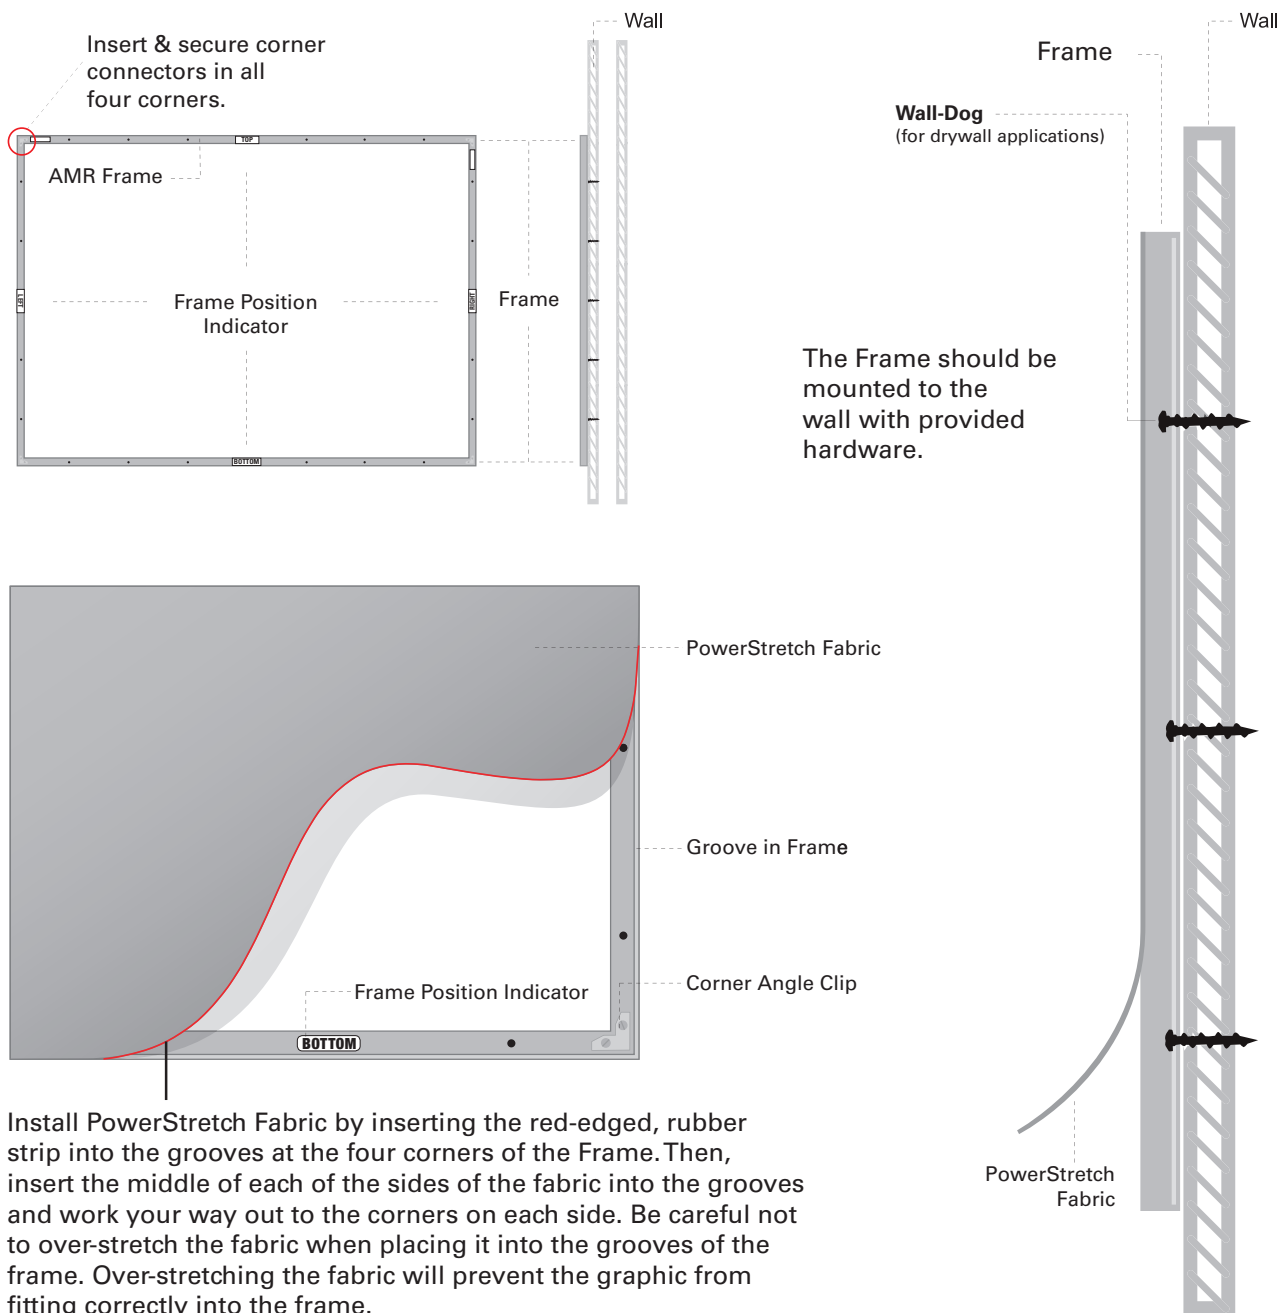 Insert & secure corner
connectors in all
four corners.
Wall
TOP
AMR Frame
LEFT
Frame Position
Indicator
RIGHT
Frame
BOTTOM
Wall
Frame
Wall-Dog
(for drywall applications)
The Frame should be
mounted to the
wall with provided
hardware.
PowerStretch Fabric
Groove in Frame
Corner Angle Clip
Frame Position Indicator
BOTTOM
PowerStretch
Fabric
Install PowerStretch Fabric by inserting the red-edged, rubber
strip into the grooves at the four corners of the Frame. Then,
insert the middle of each of the sides of the fabric into the grooves
and work your way out to the corners on each side. Be careful not
to over-stretch the fabric when placing it into the grooves of the
frame. Over-stretching the fabric will prevent the graphic from
fitting correctly into the frame.